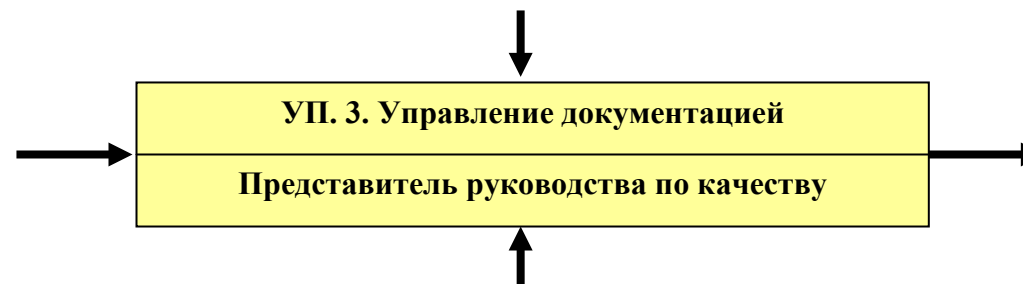 УП. 3. Управление документацией
Представитель руководства по качеству